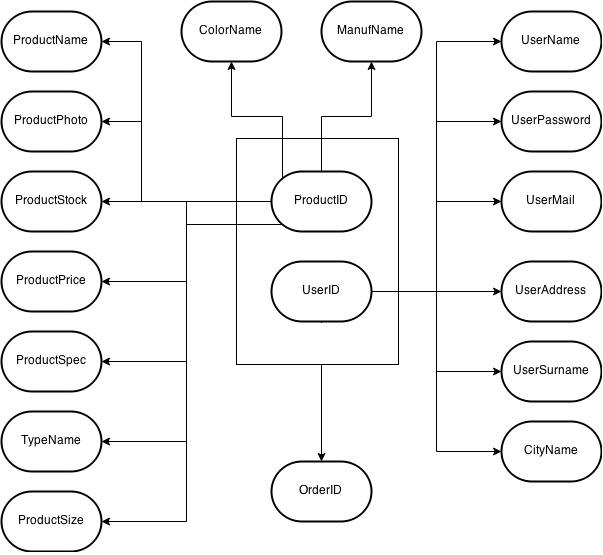 ColorName
ManufName
ProductName
UserName
ProductPhoto
UserPassword
ProductStock
ProductID
UserMail
ProductPrice
UserID
UserAddress
ProductSpec
UserSurname
TypeName
CityName
OrderID
ProductSize